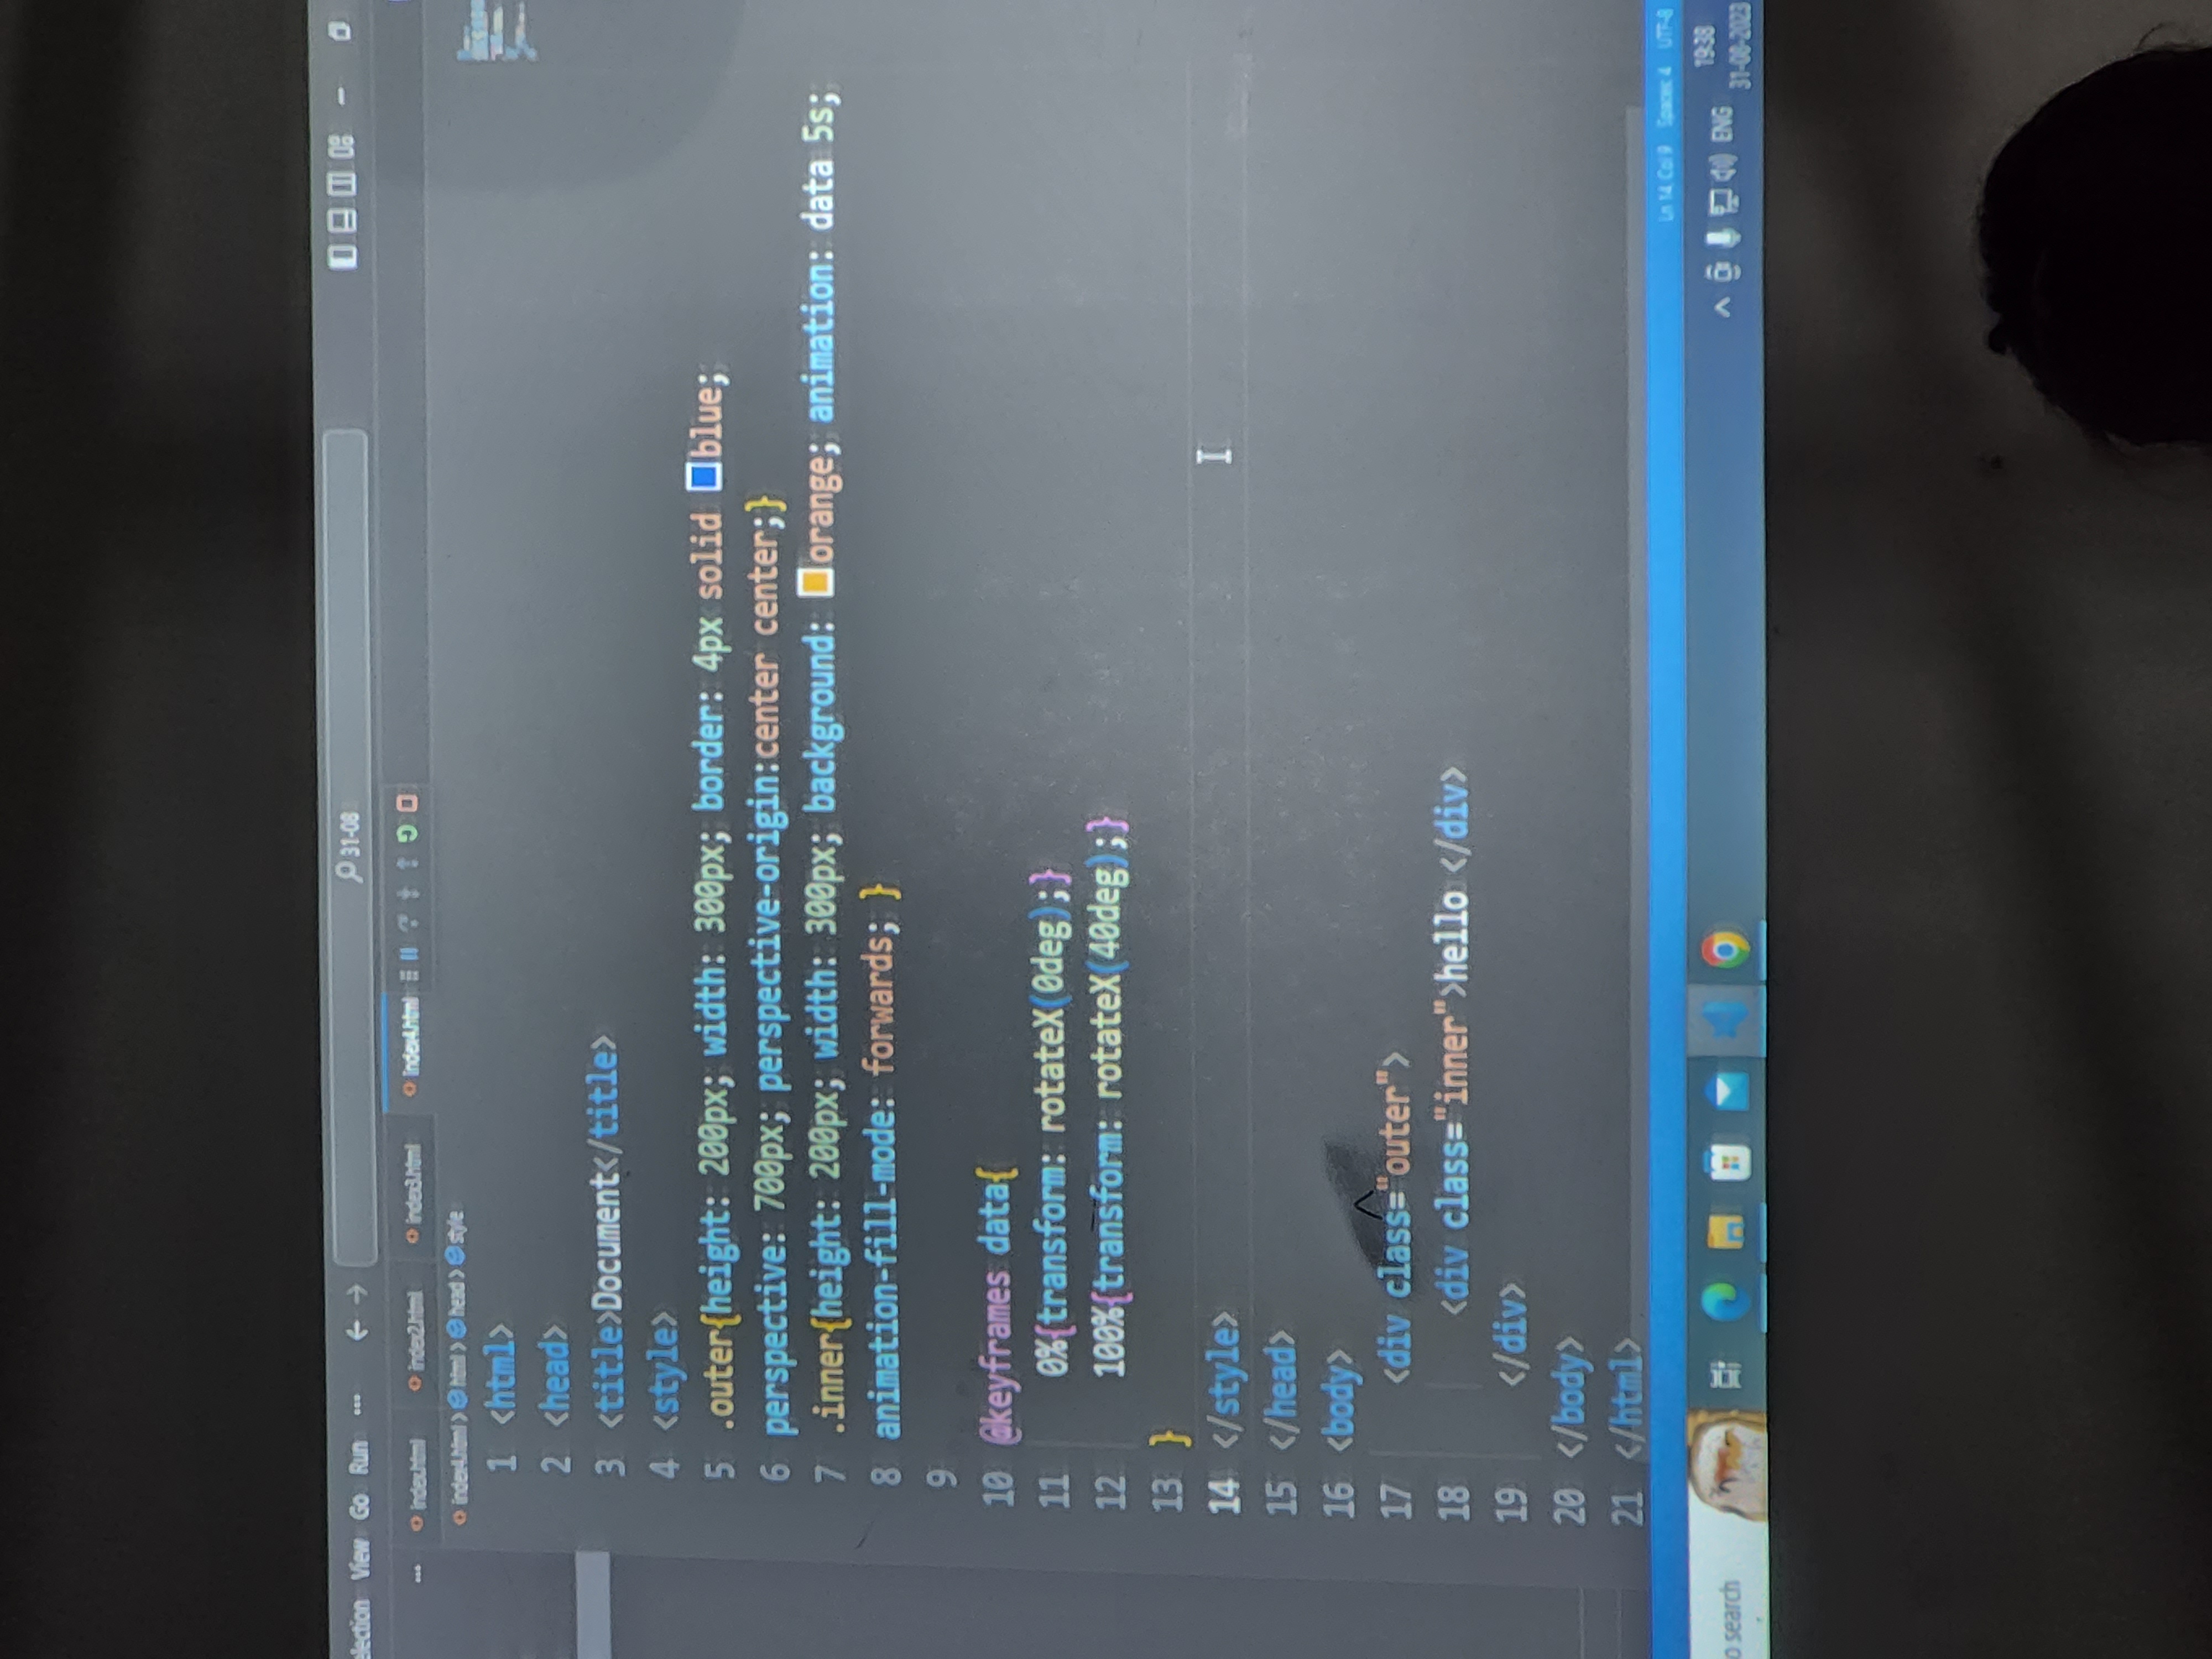 election View Go Run ··· ← → 31-08
··· index.html index2.html index3.html index4.html
index4.html > html > head > style
1 <html>
2 <head>
3 <title>Document</title>
4 <style>
5 .outer{height: 200px; width: 300px; border: 4px solid blue;
6 perspective: 700px; perspective-origin:center center;}
7 .inner{height: 200px; width: 300px; background: orange; animation: data 5s;
8 animation-fill-mode: forwards; }
9
10 @keyframes data{
11     0%{transform: rotateX(0deg);}
12     100%{transform: rotateX(40deg);}
13 }
14 </style>
15 </head>
16 <body>
17     <div class="outer">
18         <div class="inner">hello </div>
19     </div>
20 </body>
21 </html>
Ln 14, Col 9 Spaces: 4 UTF-8
o search ENG 19:38
31-08-2023